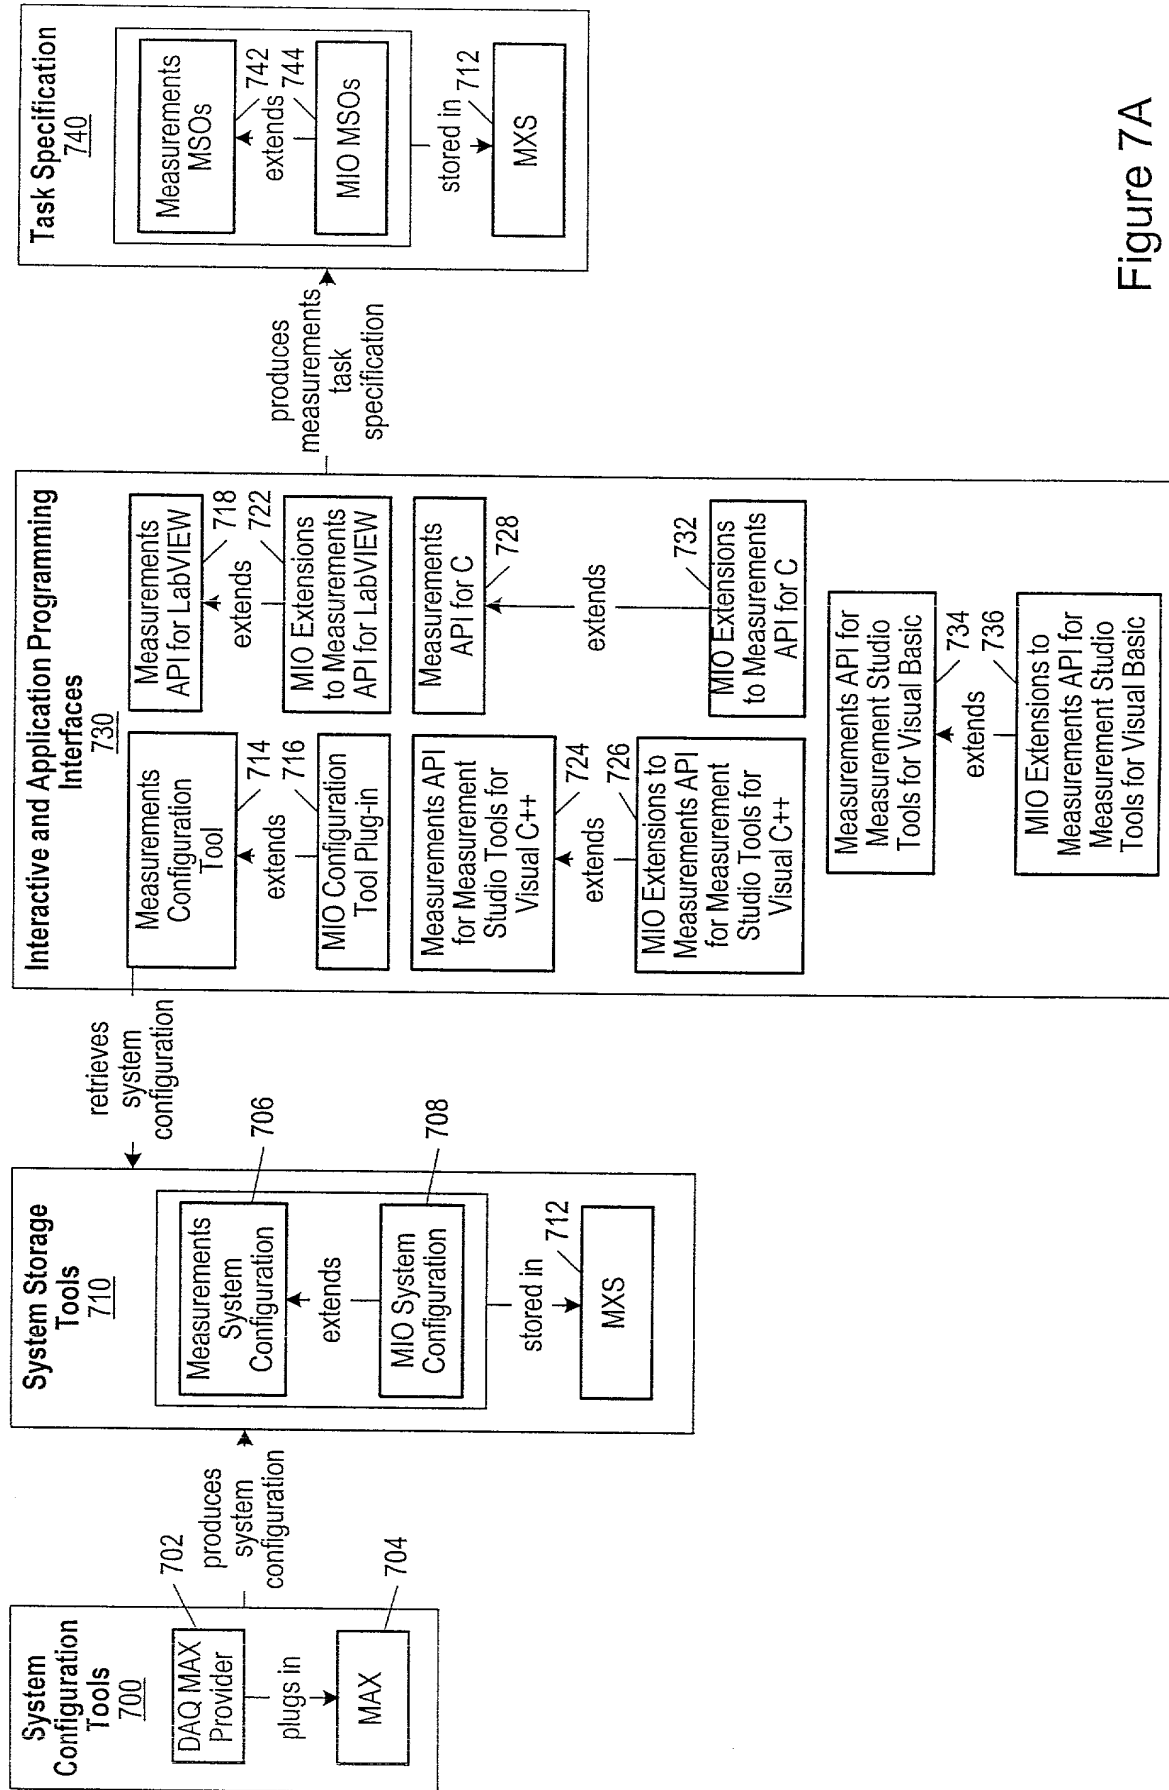 System
Configuration
Tools
700
DAQ MAX
Provider
702
plugs in
MAX
704
produces
system
configuration
System Storage
Tools
710
Measurements
System
Configuration
706
extends
MIO System
Configuration
708
stored in
712
MXS
retrieves
system
configuration
Interactive and Application Programming
Interfaces
730
Measurements
Configuration
Tool
714
extends
716
MIO Configuration
Tool Plug-in
Measurements
API for LabVIEW
718
extends
722
MIO Extensions
to Measurements
API for LabVIEW
Measurements API
for Measurement
Studio Tools for
Visual C++
724
extends
726
MIO Extensions to
Measurements API
for Measurement
Studio Tools for
Visual C++
Measurements
API for C
728
extends
732
MIO Extensions
to Measurements
API for C
Measurements API for
Measurement Studio
Tools for Visual Basic
734
extends
736
MIO Extensions to
Measurements API for
Measurement Studio
Tools for Visual Basic
produces
measurements
task
specification
Task Specification
740
Measurements
MSOs
742
extends
744
MIO MSOs
stored in
712
MXS
Figure 7A